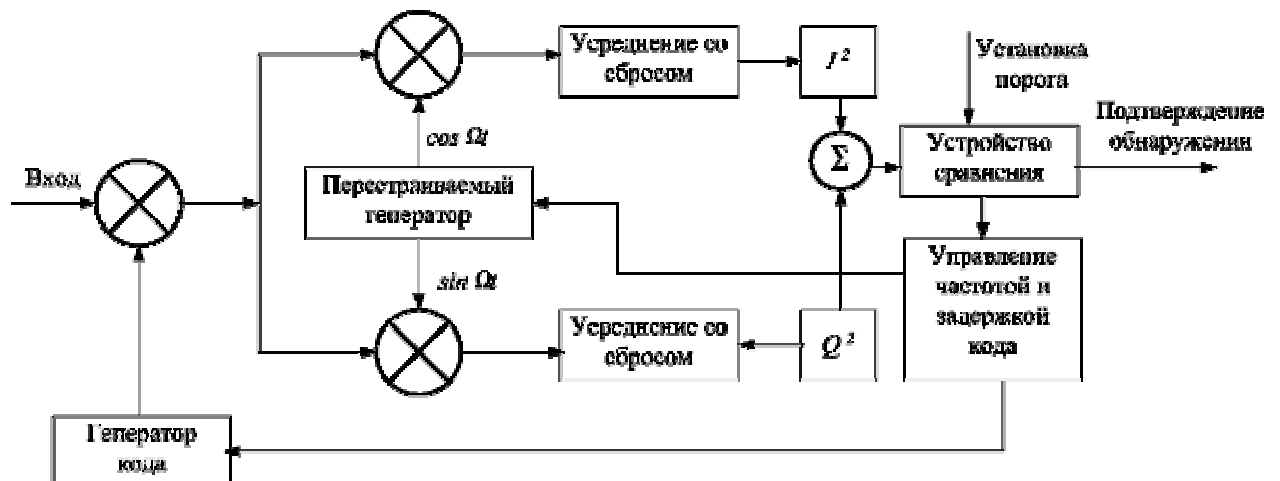 Усреднение со
сбросом
I²
Установка
порога
Подтверждение
обнаружении
cos Ωt
Σ
Устройство
сравнения
Вход
Перестраиваемый
генератор
sin Ωt
Управление
частотой и
задержкой
кода
Усреднение со
сбросом
Q²
Генератор
кода